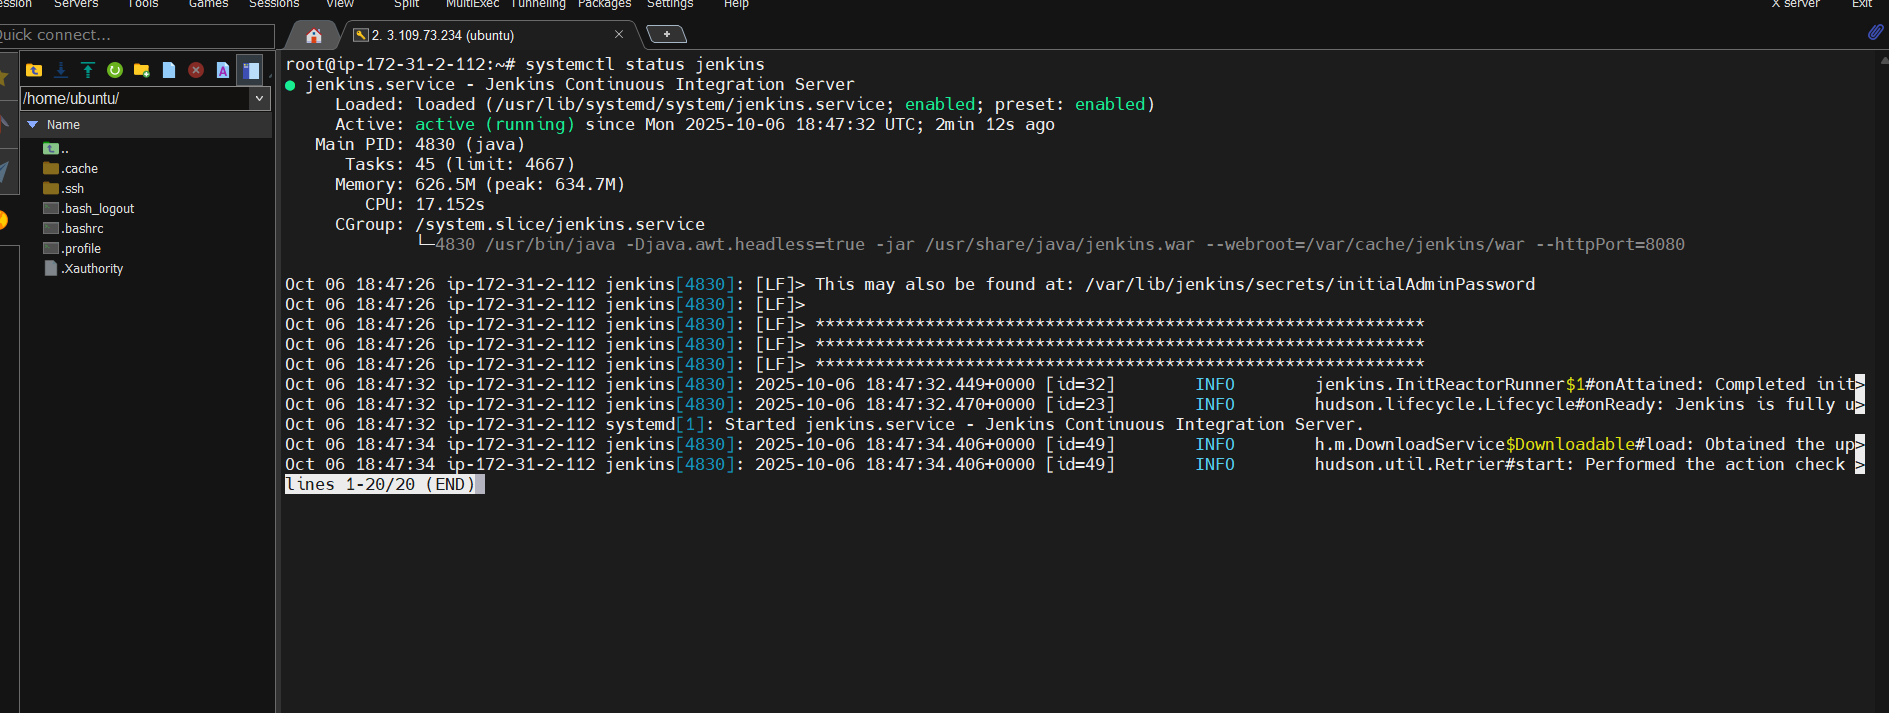 ession Servers Tools Games Sessions View Split MultiExec Tunneling Packages Settings Help X server Exit
Quick connect...
2. 3.109.73.234 (ubuntu)
/home/ubuntu/
Name
..
.cache
.ssh
.bash_logout
.bashrc
.profile
.Xauthority
root@ip-172-31-2-112:~# systemctl status jenkins
● jenkins.service - Jenkins Continuous Integration Server
Loaded: loaded (/usr/lib/systemd/system/jenkins.service; enabled; preset: enabled)
Active: active (running) since Mon 2025-10-06 18:47:32 UTC; 2min 12s ago
Main PID: 4830 (java)
Tasks: 45 (limit: 4667)
Memory: 626.5M (peak: 634.7M)
CPU: 17.152s
CGroup: /system.slice/jenkins.service
└─4830 /usr/bin/java -Djava.awt.headless=true -jar /usr/share/java/jenkins.war --webroot=/var/cache/jenkins/war --httpPort=8080
Oct 06 18:47:26 ip-172-31-2-112 jenkins[4830]: [LF]> This may also be found at: /var/lib/jenkins/secrets/initialAdminPassword
Oct 06 18:47:26 ip-172-31-2-112 jenkins[4830]: [LF]>
Oct 06 18:47:26 ip-172-31-2-112 jenkins[4830]: [LF]> *************************************************************
Oct 06 18:47:26 ip-172-31-2-112 jenkins[4830]: [LF]> *************************************************************
Oct 06 18:47:26 ip-172-31-2-112 jenkins[4830]: [LF]> *************************************************************
Oct 06 18:47:32 ip-172-31-2-112 jenkins[4830]: 2025-10-06 18:47:32.449+0000 [id=32] INFO jenkins.InitReactorRunner$1#onAttained: Completed init>
Oct 06 18:47:32 ip-172-31-2-112 jenkins[4830]: 2025-10-06 18:47:32.470+0000 [id=23] INFO hudson.lifecycle.Lifecycle#onReady: Jenkins is fully u>
Oct 06 18:47:32 ip-172-31-2-112 systemd[1]: Started jenkins.service - Jenkins Continuous Integration Server.
Oct 06 18:47:34 ip-172-31-2-112 jenkins[4830]: 2025-10-06 18:47:34.406+0000 [id=49] INFO h.m.DownloadService$Downloadable#load: Obtained the up>
Oct 06 18:47:34 ip-172-31-2-112 jenkins[4830]: 2025-10-06 18:47:34.406+0000 [id=49] INFO hudson.util.Retrier#start: Performed the action check >
lines 1-20/20 (END)